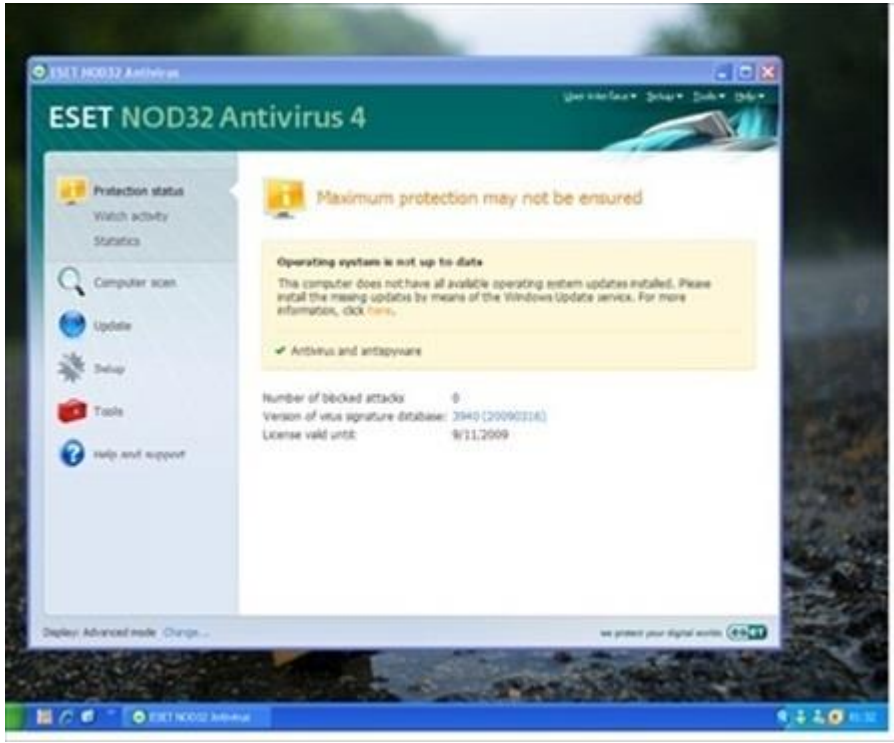 ESET NOD32 Antivirus
User interface Setup Tools Help
ESET NOD32 Antivirus 4
Protection status
Watch activity
Statistics
Computer scan
Update
Setup
Tools
Help and support
Maximum protection may not be ensured
Operating system is not up to date
This computer does not have all available operating system updates installed. Please
install the missing updates by means of the Windows Update service. For more
information, click here.
Antivirus and antispyware
Number of blocked attacks 0
Version of virus signature database: 3940 (20090316)
License valid until: 9/11/2009
Display: Advanced mode Change...
we protect your digital worlds eset
ESET NOD32 Antivirus